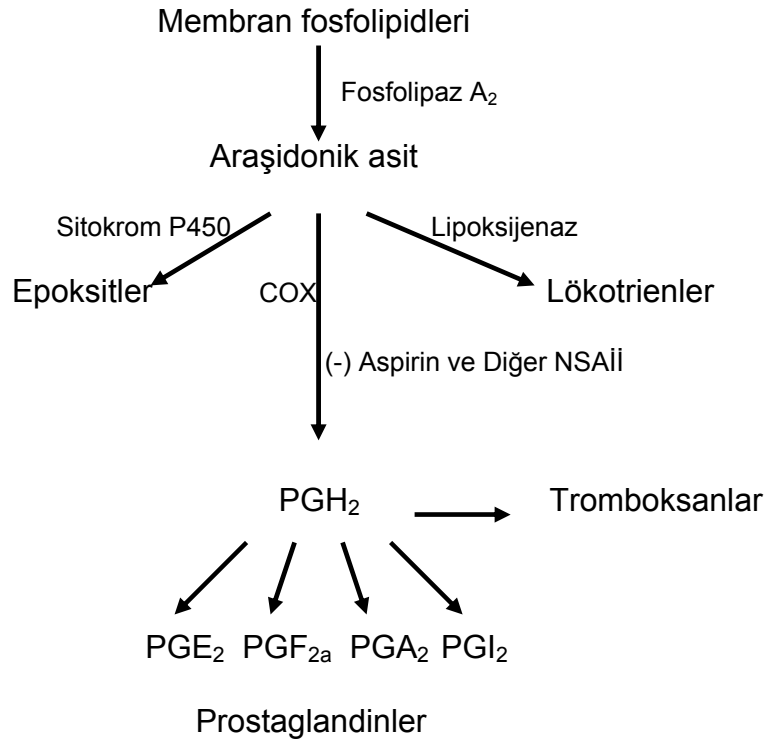 Membran fosfolipidleri
Fosfolipaz A₂
Araşidonik asit
Sitokrom P450
Lipoksijenaz
Epoksitler
COX
Lökotrienler
(-) Aspirin ve Diğer NSAİİ
PGH₂
Tromboksanlar
PGE₂ PGF₂ₐ PGA₂ PGI₂
Prostaglandinler